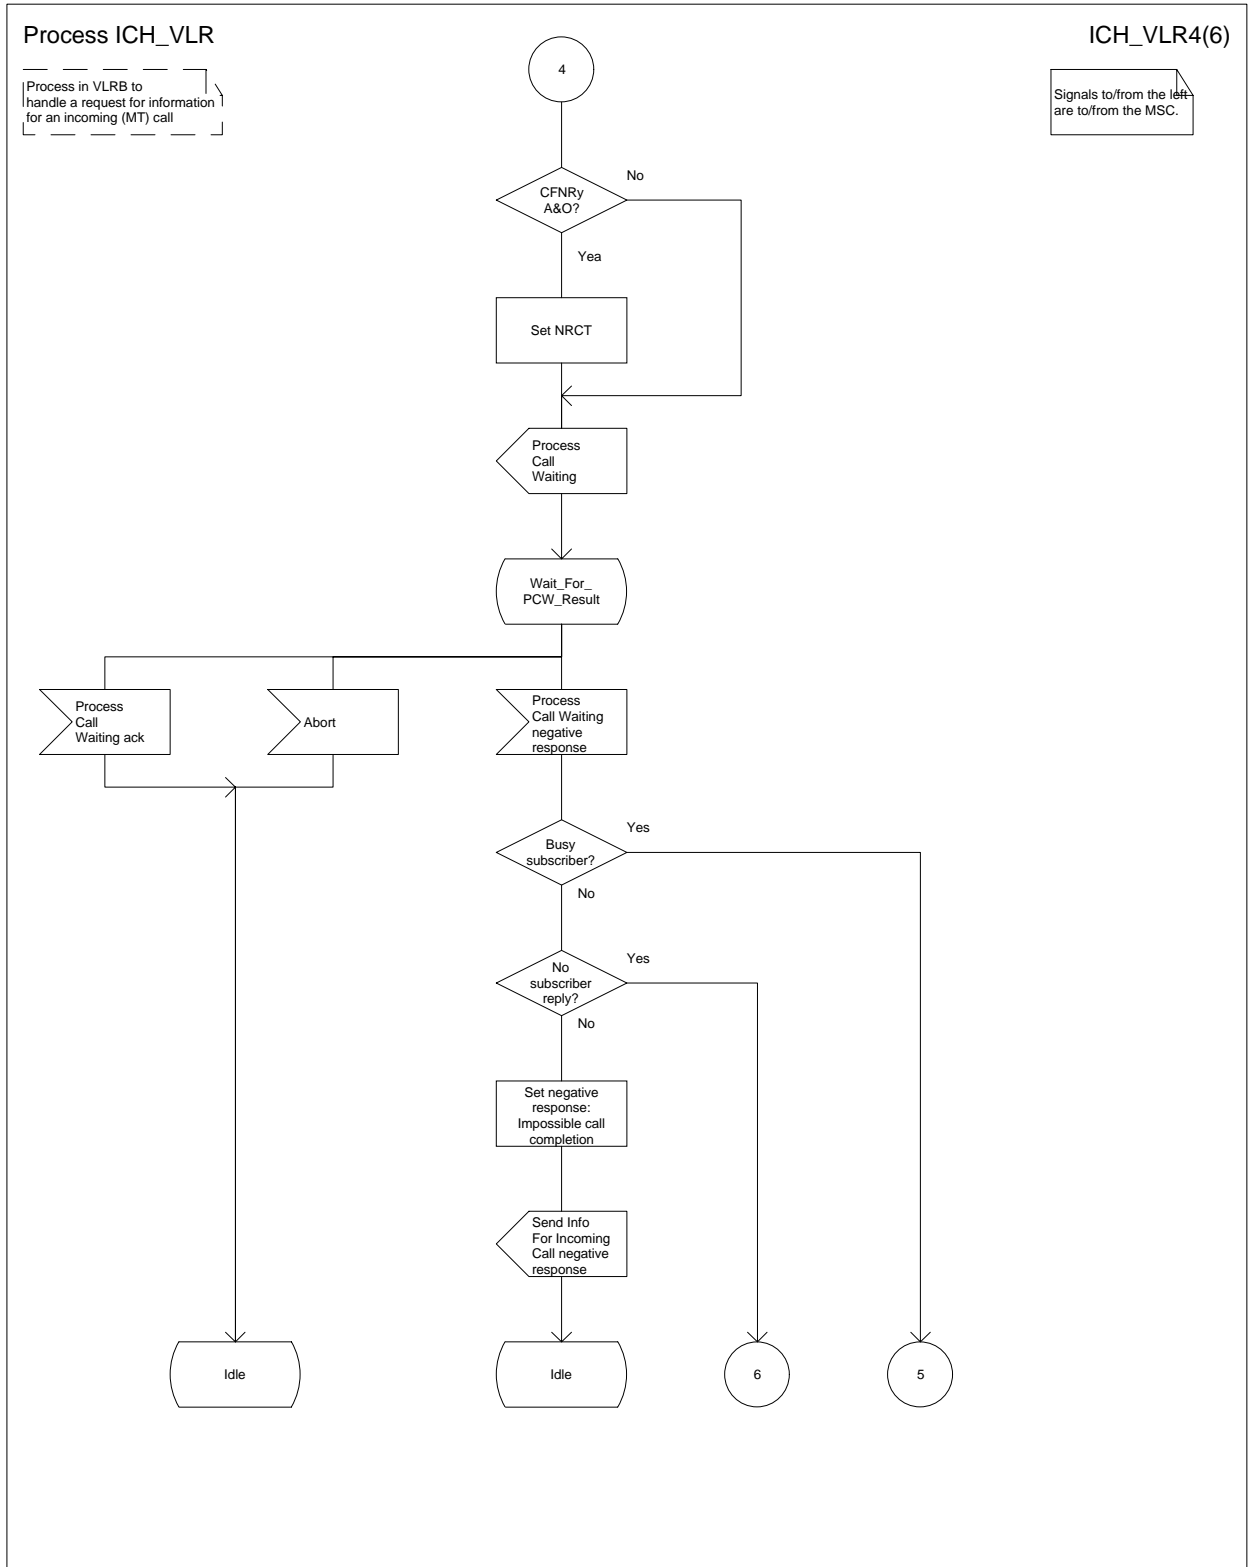 Process ICH_VLR
ICH_VLR4(6)
Process in VLRB to
handle a request for information
for an incoming (MT) call
Signals to/from the left
are to/from the MSC.
4
CFNRy
A&O?
No
Yea
Set NRCT
Process
Call
Waiting
Wait_For_
PCW_Result
Process
Call
Waiting ack
Abort
Process
Call Waiting
negative
response
Busy
subscriber?
Yes
No
No
subscriber
reply?
Yes
No
Set negative
response:
Impossible call
completion
Send Info
For Incoming
Call negative
response
Idle
Idle
6
5